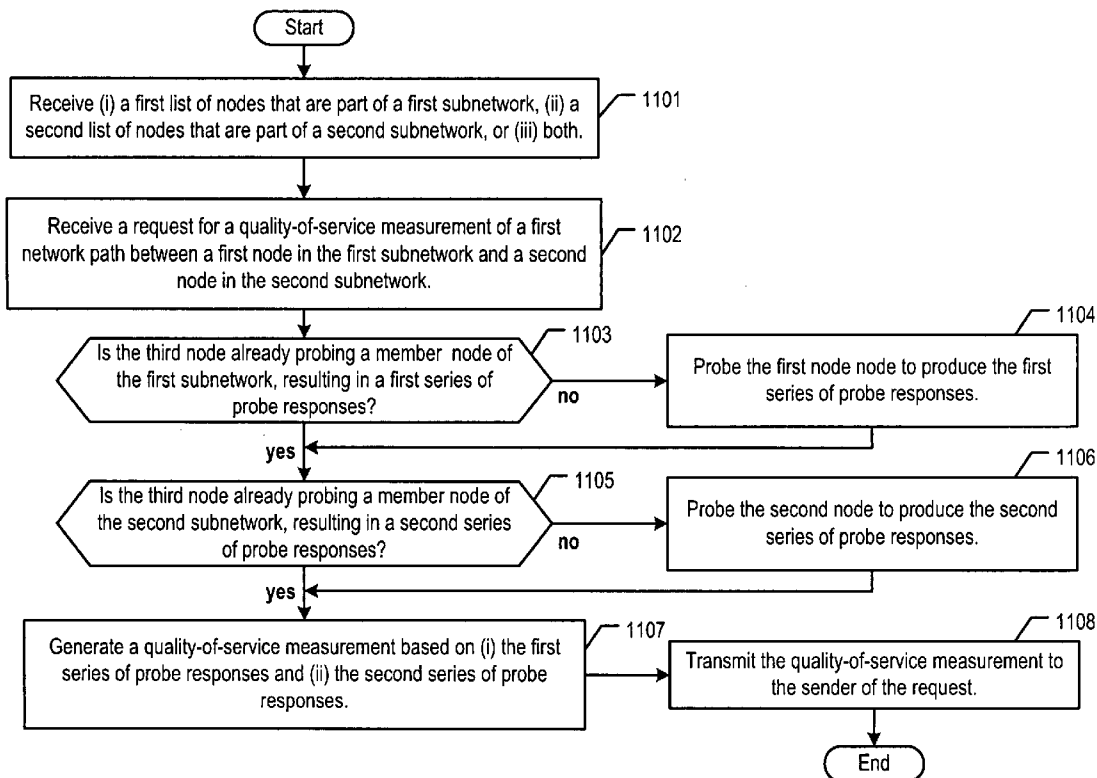 Start
Receive (i) a first list of nodes that are part of a first subnetwork, (ii) a
second list of nodes that are part of a second subnetwork, or (iii) both.
1101
Receive a request for a quality-of-service measurement of a first
network path between a first node in the first subnetwork and a second
node in the second subnetwork.
1102
Is the third node already probing a member node of
the first subnetwork, resulting in a first series of
probe responses?
1103
no
yes
Probe the first node node to produce the first
series of probe responses.
1104
Is the third node already probing a member node of
the second subnetwork, resulting in a second series
of probe responses?
1105
no
yes
Probe the second node to produce the second
series of probe responses.
1106
Generate a quality-of-service measurement based on (i) the first
series of probe responses and (ii) the second series of probe
responses.
1107
Transmit the quality-of-service measurement to
the sender of the request.
1108
End